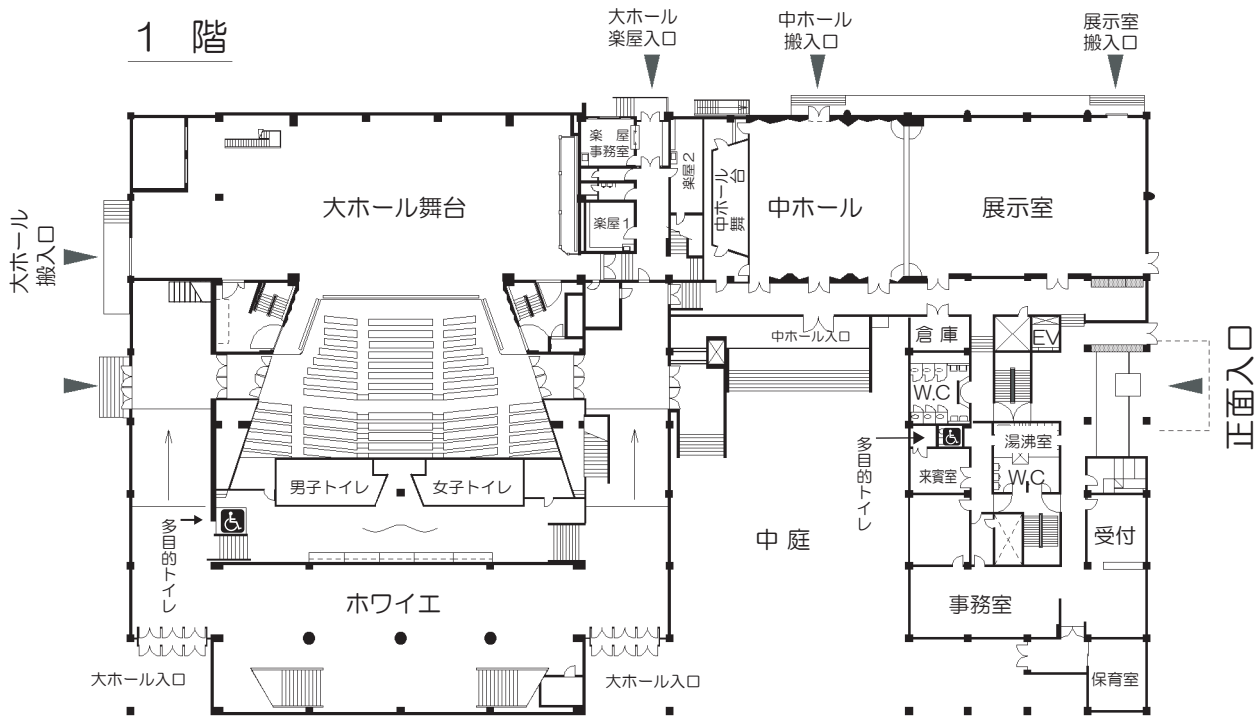 1 階
大ホール
楽屋入口
中ホール
搬入口
展示室
搬入口
楽屋
事務室
楽屋2
中ホール
舞台
大ホール舞台
楽屋1
中ホール
展示室
大ホール
搬入口
中ホール入口
倉庫
EV
W.C
正面入口
多目的トイレ
湯沸室
来賓室
W.C
男子トイレ
女子トイレ
多目的トイレ
中庭
受付
ホワイエ
事務室
大ホール入口
大ホール入口
保育室